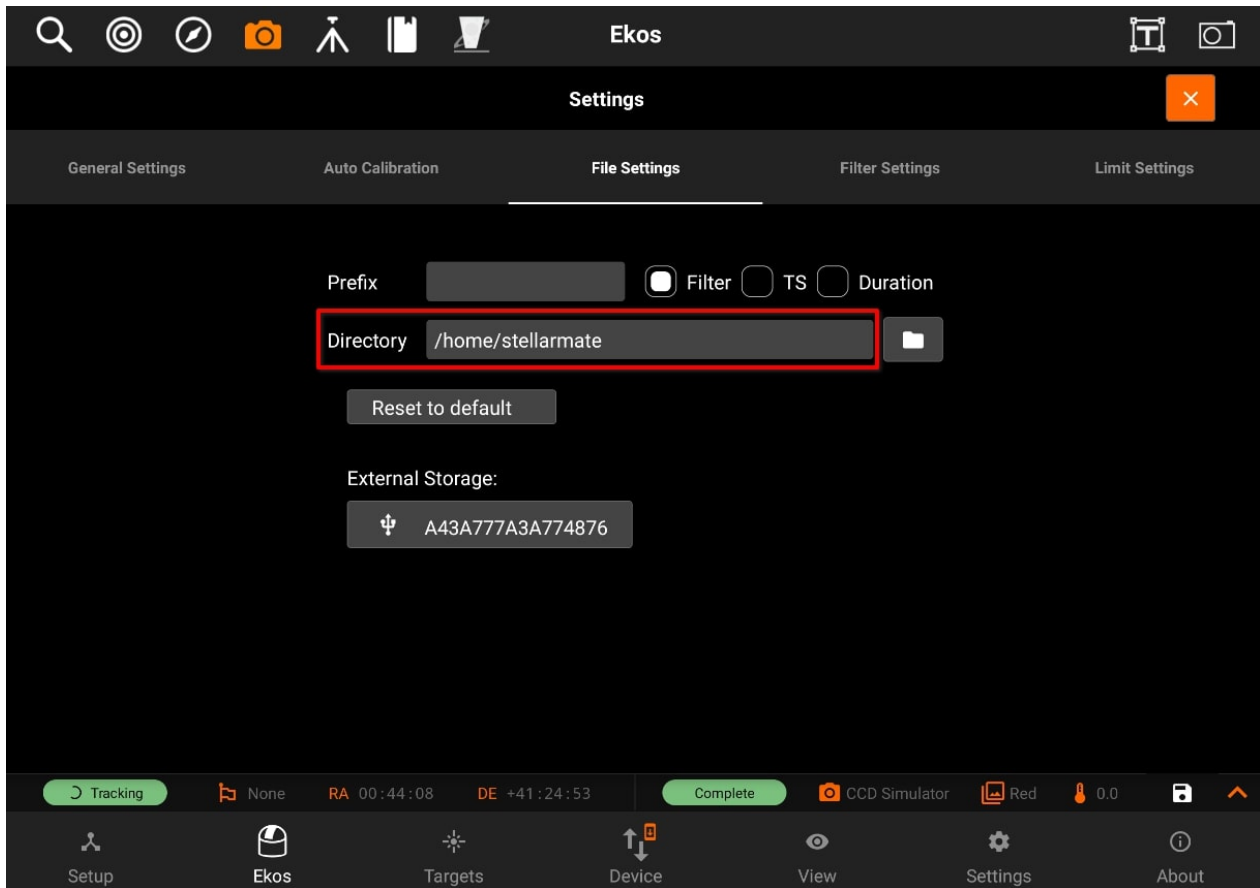 Ekos
Settings
General Settings Auto Calibration File Settings Filter Settings Limit Settings
Prefix Filter TS Duration
Directory /home/stellarmate
Reset to default
External Storage:
A43A777A3A774876
Tracking None RA 00:44:08 DE +41:24:53 Complete CCD Simulator Red 0.0
Setup Ekos Targets Device View Settings About